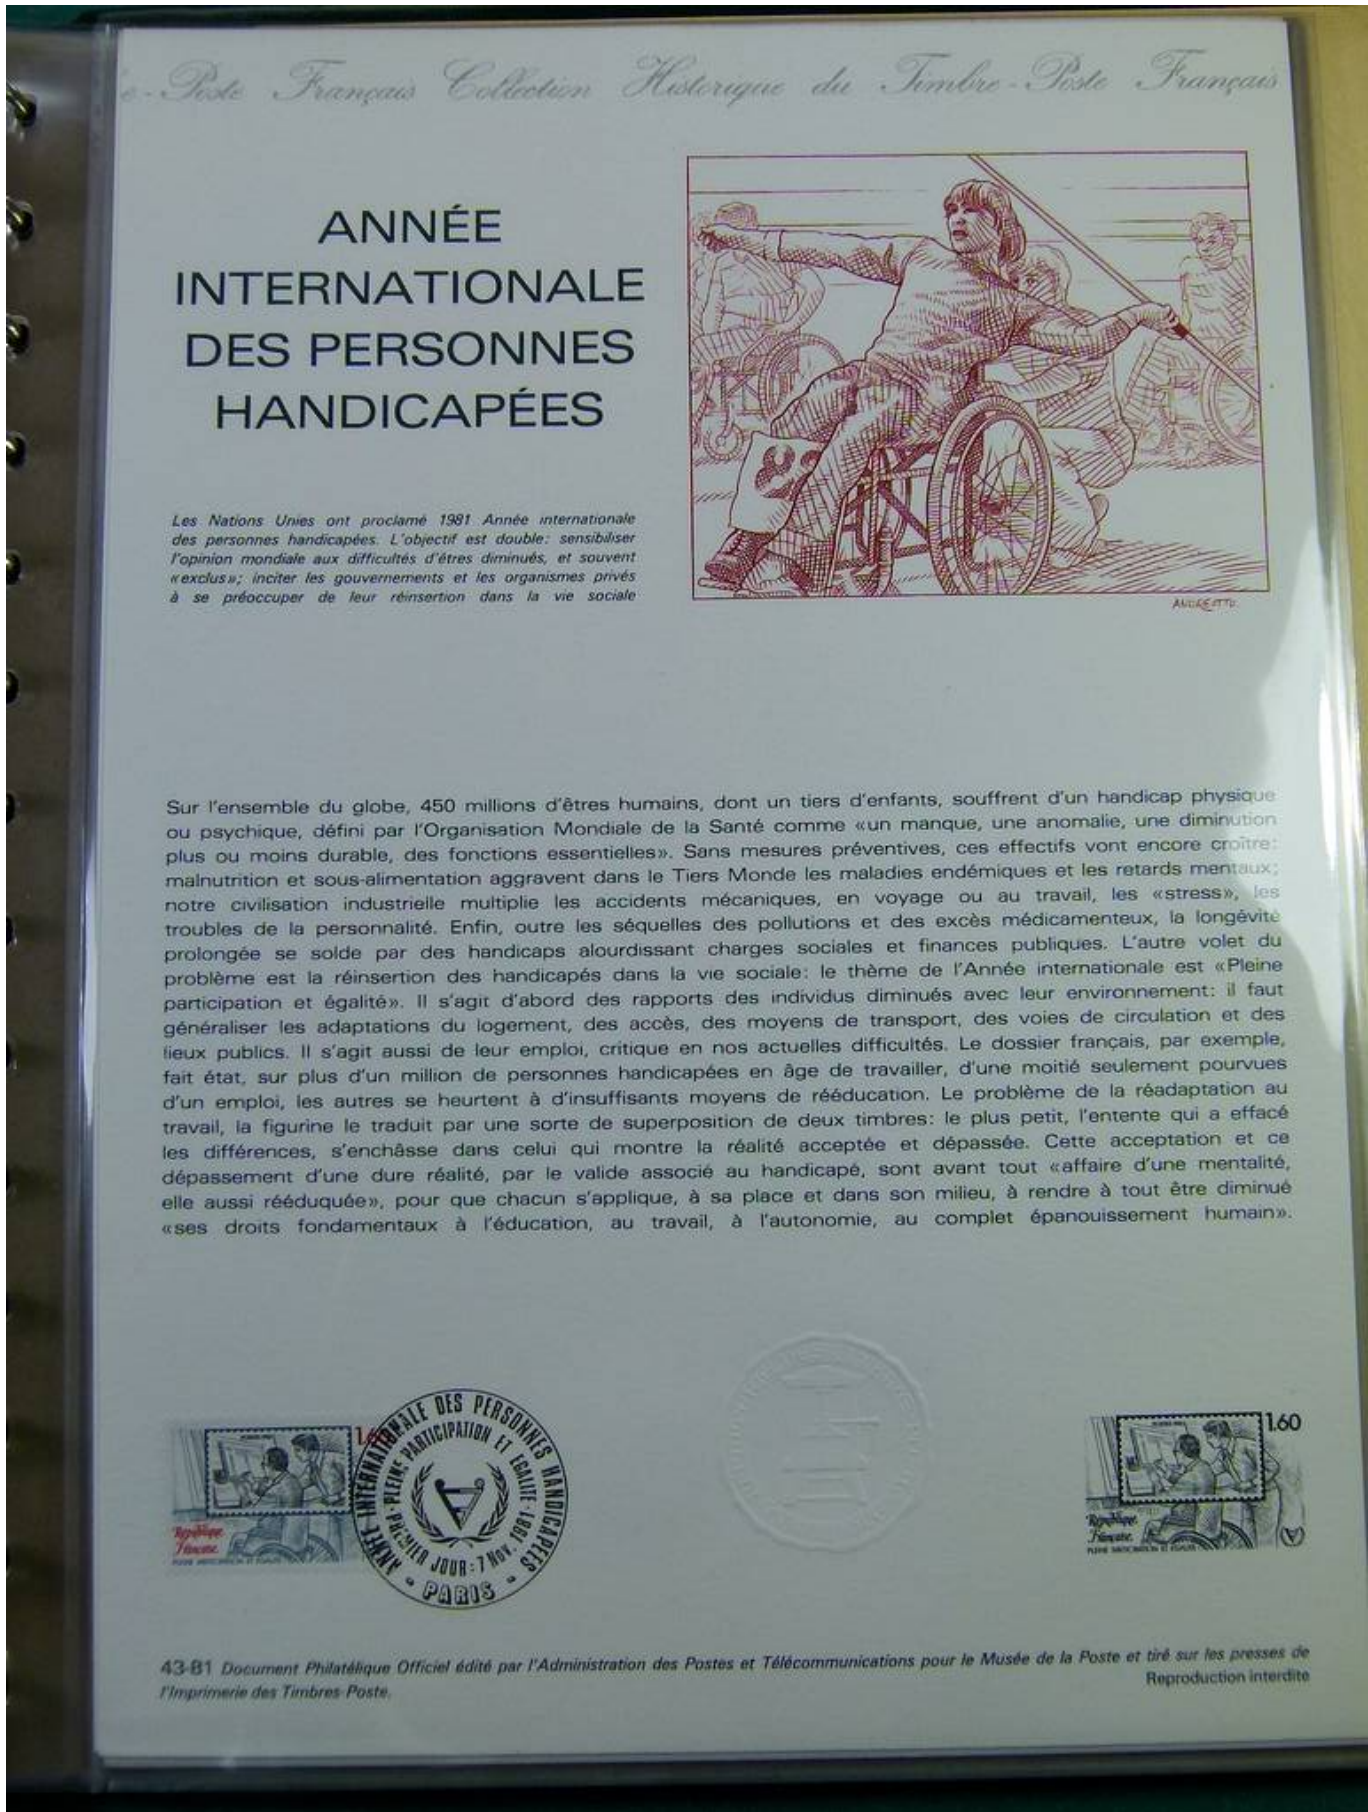 e-Poste Français Collection Historique du Timbre-Poste Français
ANNÉE
INTERNATIONALE
DES PERSONNES
HANDICAPÉES
Les Nations Unies ont proclamé 1981 Année internationale
des personnes handicapées. L'objectif est double: sensibiliser
l'opinion mondiale aux difficultés d'êtres diminués, et souvent
«exclus»; inciter les gouvernements et les organismes privés
à se préoccuper de leur réinsertion dans la vie sociale
ANDREOTTO
Sur l'ensemble du globe, 450 millions d'êtres humains, dont un tiers d'enfants, souffrent d'un handicap physique
ou psychique, défini par l'Organisation Mondiale de la Santé comme «un manque, une anomalie, une diminution
plus ou moins durable, des fonctions essentielles». Sans mesures préventives, ces effectifs vont encore croître:
malnutrition et sous-alimentation aggravent dans le Tiers Monde les maladies endémiques et les retards mentaux;
notre civilisation industrielle multiplie les accidents mécaniques, en voyage ou au travail, les «stress», les
troubles de la personnalité. Enfin, outre les séquelles des pollutions et des excès médicamenteux, la longévité
prolongée se solde par des handicaps alourdissant charges sociales et finances publiques. L'autre volet du
problème est la réinsertion des handicapés dans la vie sociale: le thème de l'Année internationale est «Pleine
participation et égalité». Il s'agit d'abord des rapports des individus diminués avec leur environnement: il faut
généraliser les adaptations du logement, des accès, des moyens de transport, des voies de circulation et des
lieux publics. Il s'agit aussi de leur emploi, critique en nos actuelles difficultés. Le dossier français, par exemple,
fait état, sur plus d'un million de personnes handicapées en âge de travailler, d'une moitié seulement pourvues
d'un emploi, les autres se heurtent à d'insuffisants moyens de rééducation. Le problème de la réadaptation au
travail, la figurine le traduit par une sorte de superposition de deux timbres: le plus petit, l'entente qui a effacé
les différences, s'enchâsse dans celui qui montre la réalité acceptée et dépassée. Cette acceptation et ce
dépassement d'une dure réalité, par le valide associé au handicapé, sont avant tout «affaire d'une mentalité,
elle aussi rééduquée», pour que chacun s'applique, à sa place et dans son milieu, à rendre à tout être diminué
«ses droits fondamentaux à l'éducation, au travail, à l'autonomie, au complet épanouissement humain».
République
Française
PLEINE PARTICIPATION ET EGALITE
ANNÉE INTERNATIONALE DES PERSONNES HANDICAPÉES
PLEINE PARTICIPATION ET EGALITE
PREMIER JOUR: 7 NOV. 1981
PARIS
1.60
République
Française
PLEINE PARTICIPATION ET EGALITE
43-81 Document Philatélique Officiel édité par l'Administration des Postes et Télécommunications pour le Musée de la Poste et tiré sur les presses de
l'Imprimerie des Timbres-Poste.
Reproduction interdite